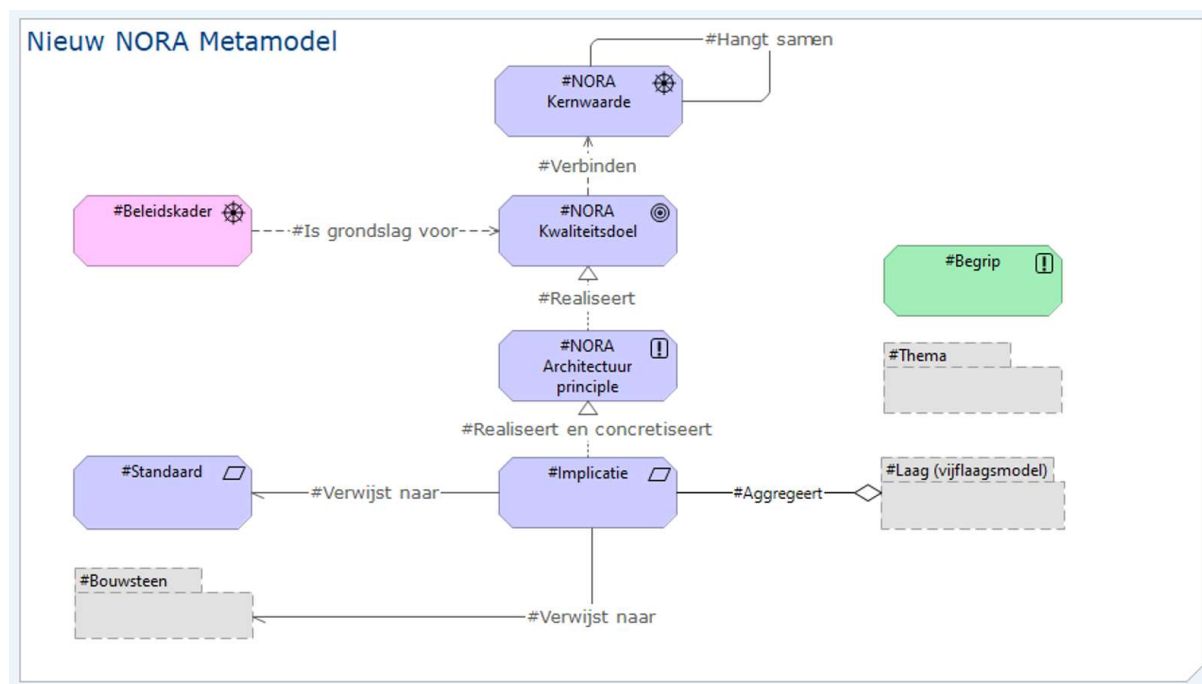 Nieuw NORA Metamodel
#Hangt samen
#NORA
Kernwaarde
#Verbinden
#Beleidskader
#Is grondslag voor
#NORA
Kwaliteitsdoel
#Begrip
#Realiseert
#NORA
Architectuur
principle
#Thema
#Realiseert en concretiseert
#Standaard
#Verwijst naar
#Implicatie
#Aggregeert
#Laag (vijflaagsmodel)
#Bouwsteen
#Verwijst naar